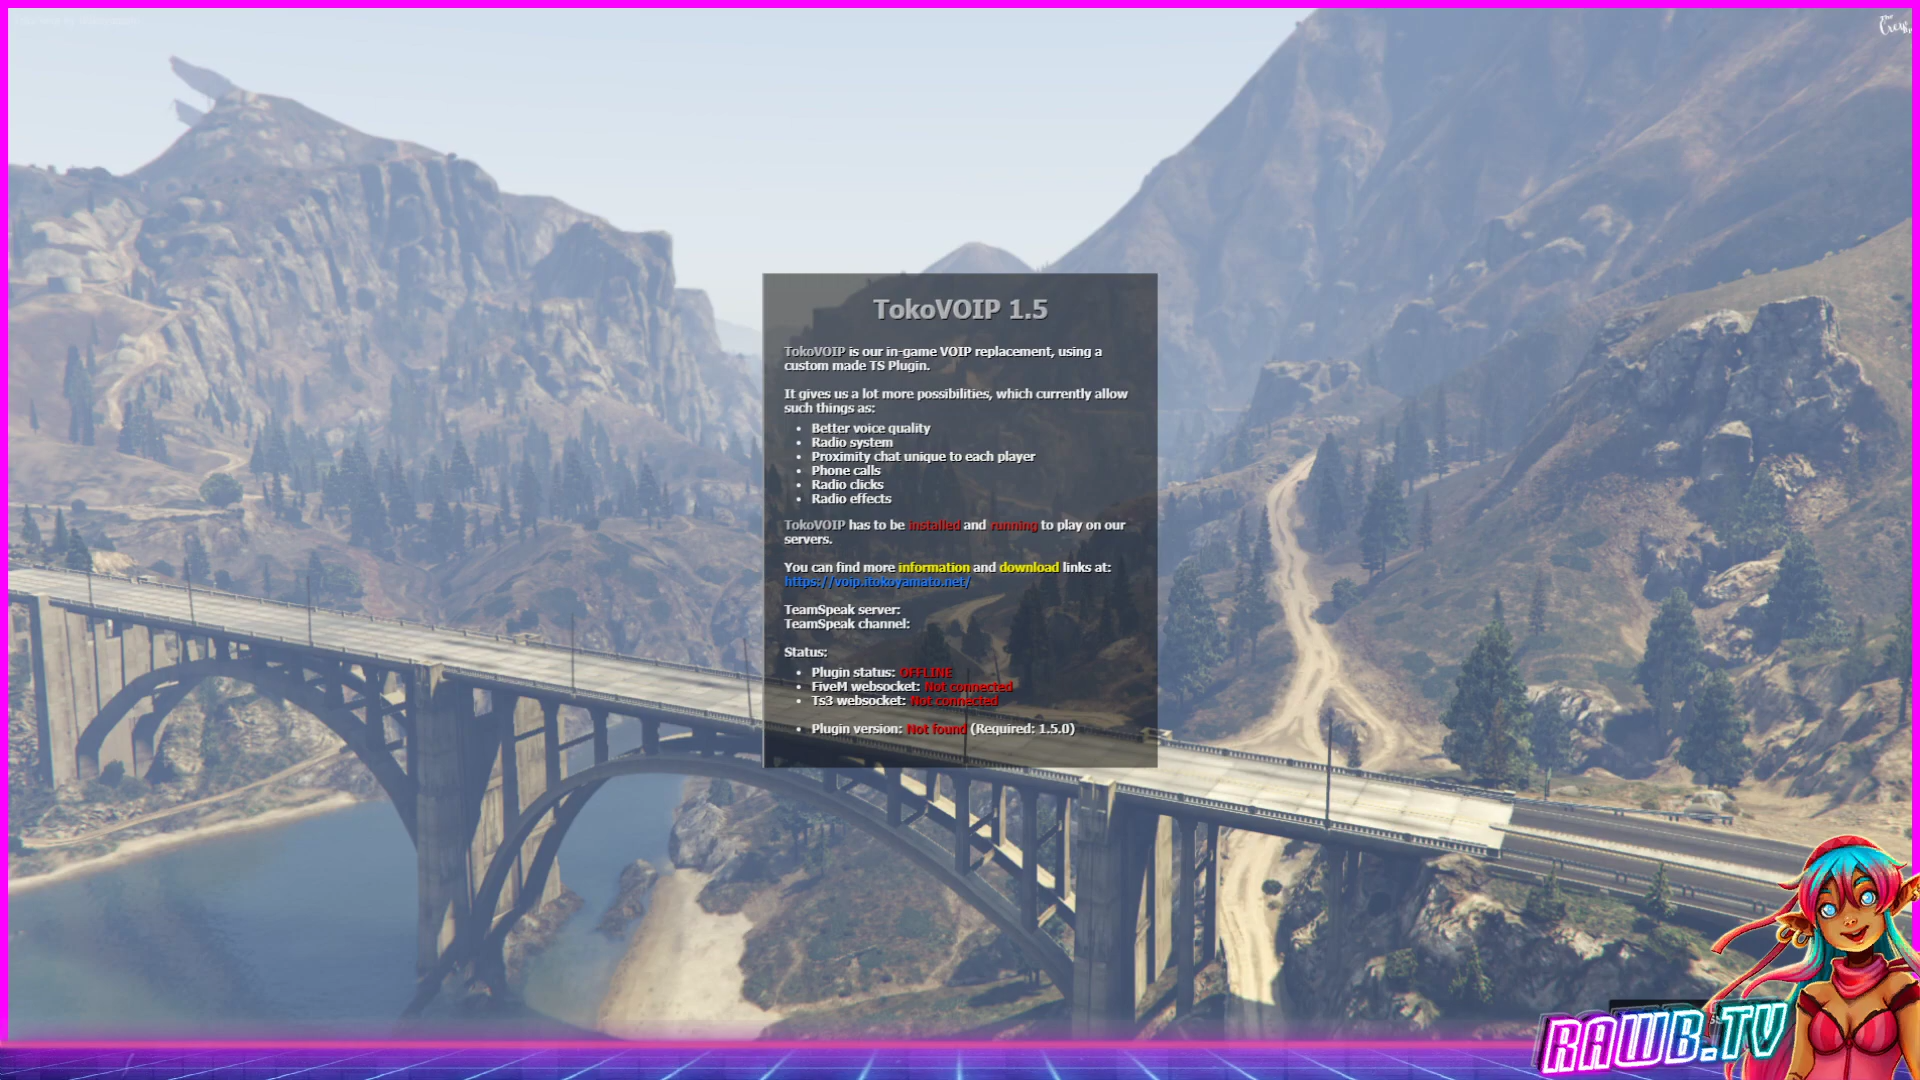 The Crew
TokoVOIP 1.5
TokoVOIP is our in-game VOIP replacement, using a
custom made TS Plugin.
It gives us a lot more possibilities, which currently allow
such things as:
• Better voice quality
• Radio system
• Proximity chat unique to each player
• Phone calls
• Radio clicks
• Radio effects
TokoVOIP has to be installed and running to play on our
servers.
You can find more information and download links at:
https://voip.itokoyamato.net/
TeamSpeak server:
TeamSpeak channel:
Status:
• Plugin status: OFFLINE
• FiveM websocket: Not connected
• Ts3 websocket: Not connected
• Plugin version: Not found (Required: 1.5.0)
RAWB.TV